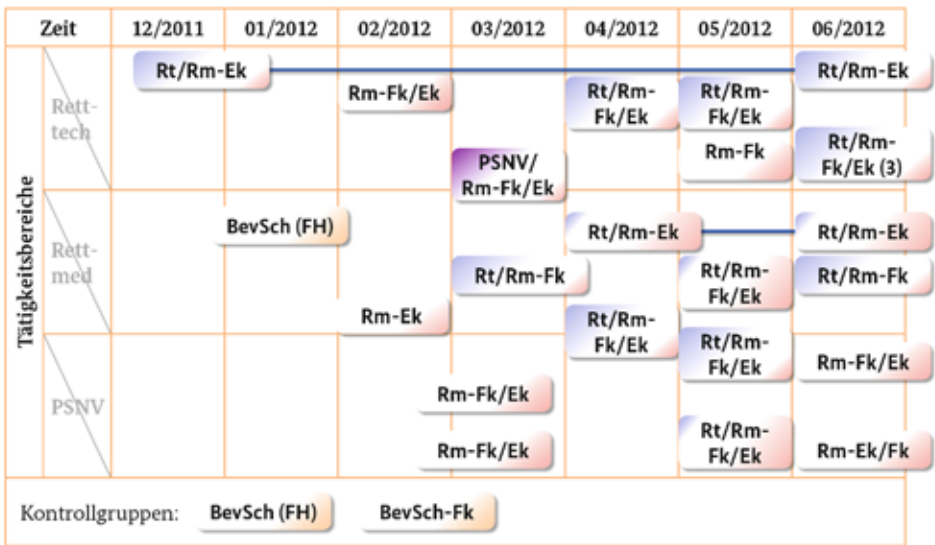 Zeit 12/2011 01/2012 02/2012 03/2012 04/2012 05/2012 06/2012
Tätigkeitsbereiche
Rett-
tech
Rt/Rm-Ek Rt/Rm-Ek
Rm-Fk/Ek
Rt/Rm-
Fk/Ek
Rt/Rm-
Fk/Ek
PSNV/
Rm-Fk/Ek
Rm-Fk
Rt/Rm-
Fk/Ek (3)
Rett-
med
BevSch (FH) Rt/Rm-Ek Rt/Rm-Ek
Rt/Rm-Fk
Rt/Rm-
Fk/Ek
Rt/Rm-Fk
Rm-Ek
Rt/Rm-
Fk/Ek
PSNV
Rt/Rm-
Fk/Ek
Rm-Fk/Ek
Rm-Fk/Ek
Rm-Fk/Ek
Rt/Rm-
Fk/Ek
Rm-Ek/Fk
Kontrollgruppen: BevSch (FH) BevSch-Fk